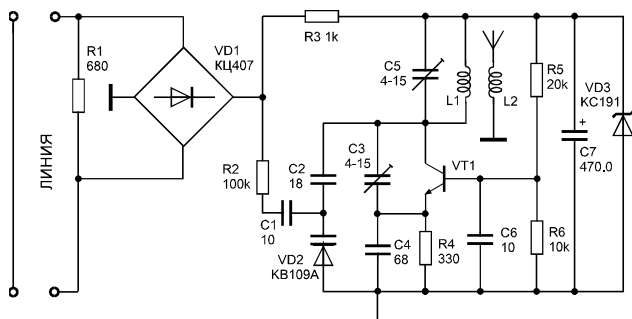 ЛИНИЯ
R1
680
VD1
КЦ407
R3 1k
R2
100k
C1
10
C2
18
VD2
КВ109А
C3
4-15
C4
68
C5
4-15
L1
L2
VT1
R4
330
C6
10
R5
20k
R6
10k
+
C7
470.0
VD3
КС191